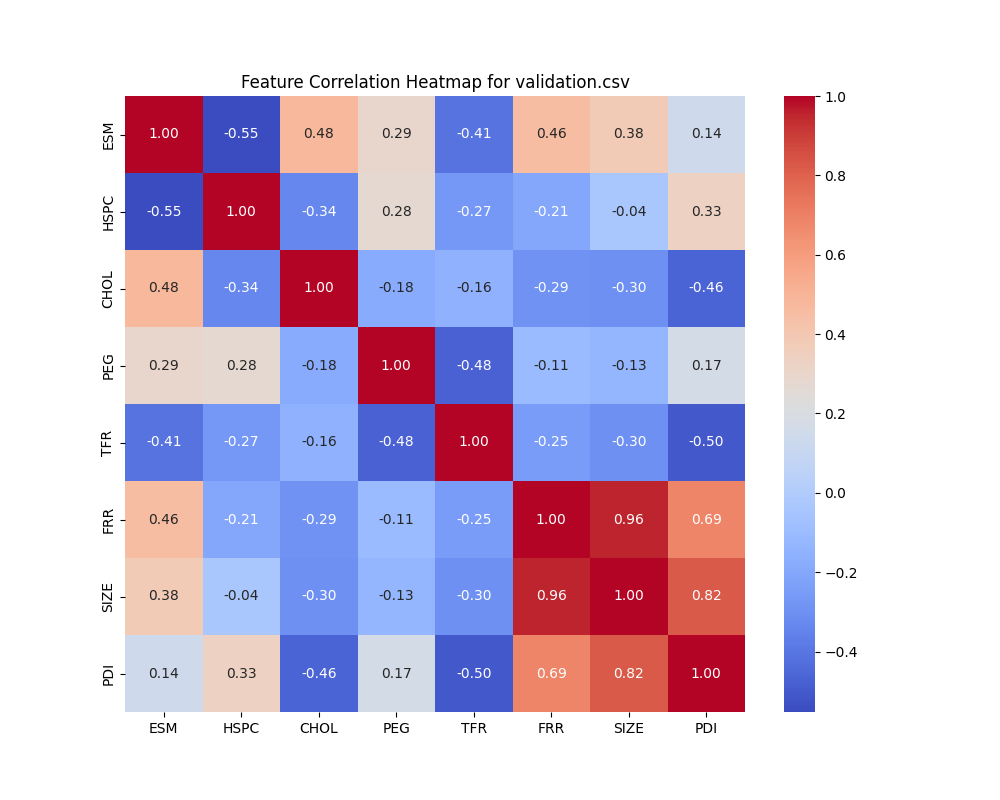 Feature Correlation Heatmap for validation.csv
ESM 1.00 -0.55 0.48 0.29 -0.41 0.46 0.38 0.14
HSPC -0.55 1.00 -0.34 0.28 -0.27 -0.21 -0.04 0.33
CHOL 0.48 -0.34 1.00 -0.18 -0.16 -0.29 -0.30 -0.46
PEG 0.29 0.28 -0.18 1.00 -0.48 -0.11 -0.13 0.17
TFR -0.41 -0.27 -0.16 -0.48 1.00 -0.25 -0.30 -0.50
FRR 0.46 -0.21 -0.29 -0.11 -0.25 1.00 0.96 0.69
SIZE 0.38 -0.04 -0.30 -0.13 -0.30 0.96 1.00 0.82
PDI 0.14 0.33 -0.46 0.17 -0.50 0.69 0.82 1.00
ESM HSPC CHOL PEG TFR FRR SIZE PDI
1.0
0.8
0.6
0.4
0.2
0.0
−0.2
−0.4